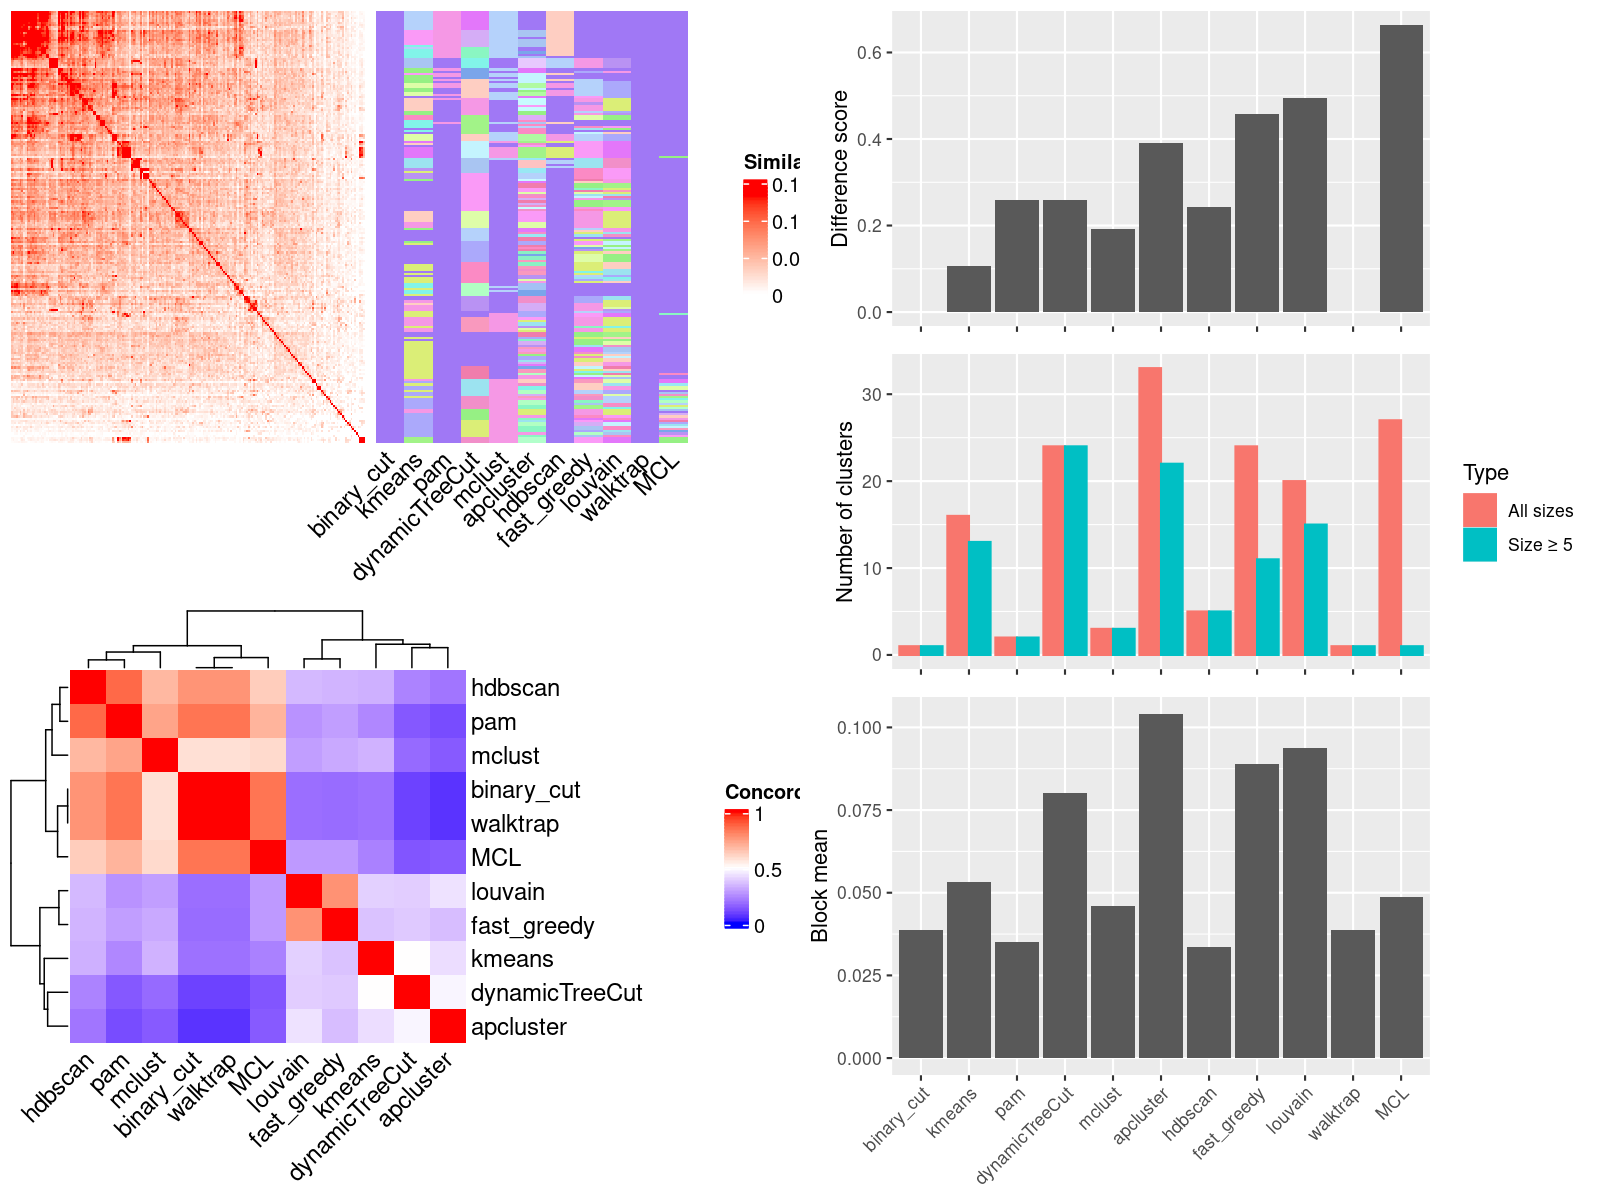 Simila
0.1
0.1
0.0
0
binary_cut
kmeans
pam
dynamicTreeCut
mclust
apcluster
hdbscan
fast_greedy
louvain
walktrap
MCL
hdbscan
pam
mclust
binary_cut
walktrap
MCL
louvain
fast_greedy
kmeans
dynamicTreeCut
apcluster
Concord
1
0.5
0
hdbscan
pam
mclust
binary_cut
walktrap
MCL
louvain
fast_greedy
kmeans
dynamicTreeCut
apcluster
Difference score
0.6
0.4
0.2
0.0
Number of clusters
30
20
10
0
Type
All sizes
Size ≥ 5
Block mean
0.100
0.075
0.050
0.025
0.000
binary_cut
kmeans
pam
dynamicTreeCut
mclust
apcluster
hdbscan
fast_greedy
louvain
walktrap
MCL